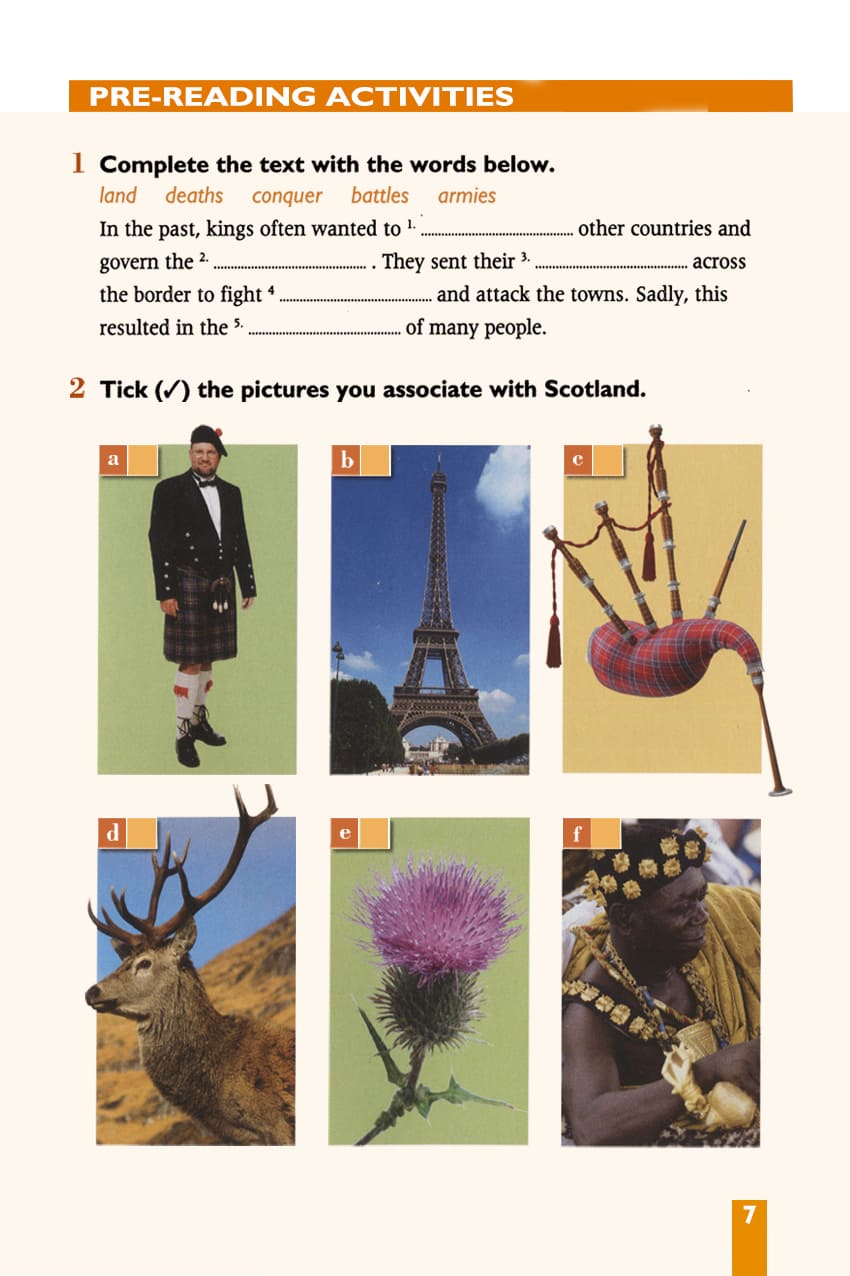 PRE-READING ACTIVITIES
1 Complete the text with the words below.
land deaths conquer battles armies
In the past, kings often wanted to 1. .......................................... other countries and
govern the 2. .......................................... . They sent their 3. .......................................... across
the border to fight 4 .......................................... and attack the towns. Sadly, this
resulted in the 5. .......................................... of many people.
2 Tick (✓) the pictures you associate with Scotland.
a
b
c
d
e
f
7